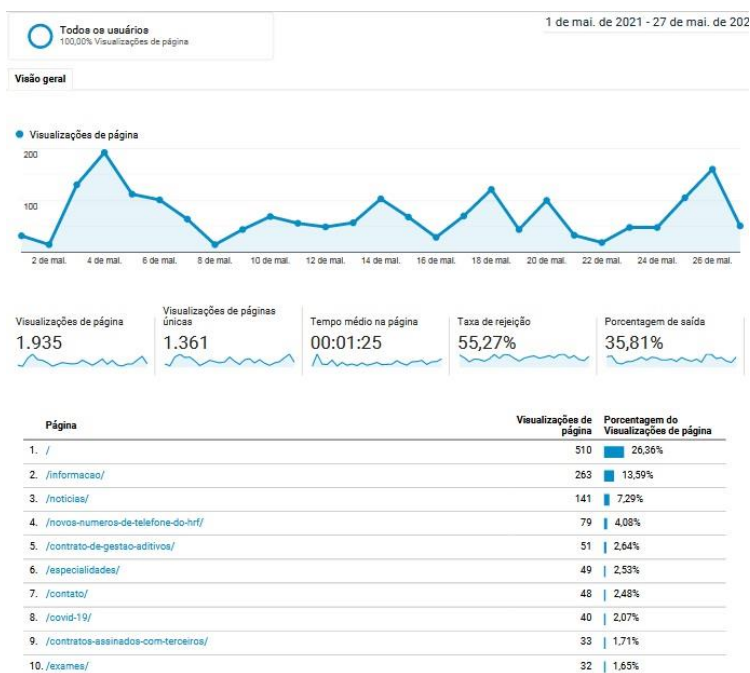 Todos os usuários
100,00% Visualizações de página
1 de mai. de 2021 - 27 de mai. de 202
Visão geral
Visualizações de página
200
100
2 de mai. 4 de mai. 6 de mai. 8 de mai. 10 de mai. 12 de mai. 14 de mai. 16 de mai. 18 de mai. 20 de mai. 22 de mai. 24 de mai. 26 de mai.
Visualizações de página
1.935
Visualizações de páginas
únicas
1.361
Tempo médio na página
00:01:25
Taxa de rejeição
55,27%
Porcentagem de saída
35,81%
Página
Visualizações de
página
Porcentagem do
Visualizações de página
1. / 510 26,36%
2. /informacao/ 263 13,59%
3. /noticias/ 141 7,29%
4. /novos-numeros-de-telefone-do-hrf/ 79 4,08%
5. /contrato-de-gestao-aditivos/ 51 2,64%
6. /especialidades/ 49 2,53%
7. /contato/ 48 2,48%
8. /covid-19/ 40 2,07%
9. /contratos-assinados-com-terceiros/ 33 1,71%
10. /exames/ 32 1,65%